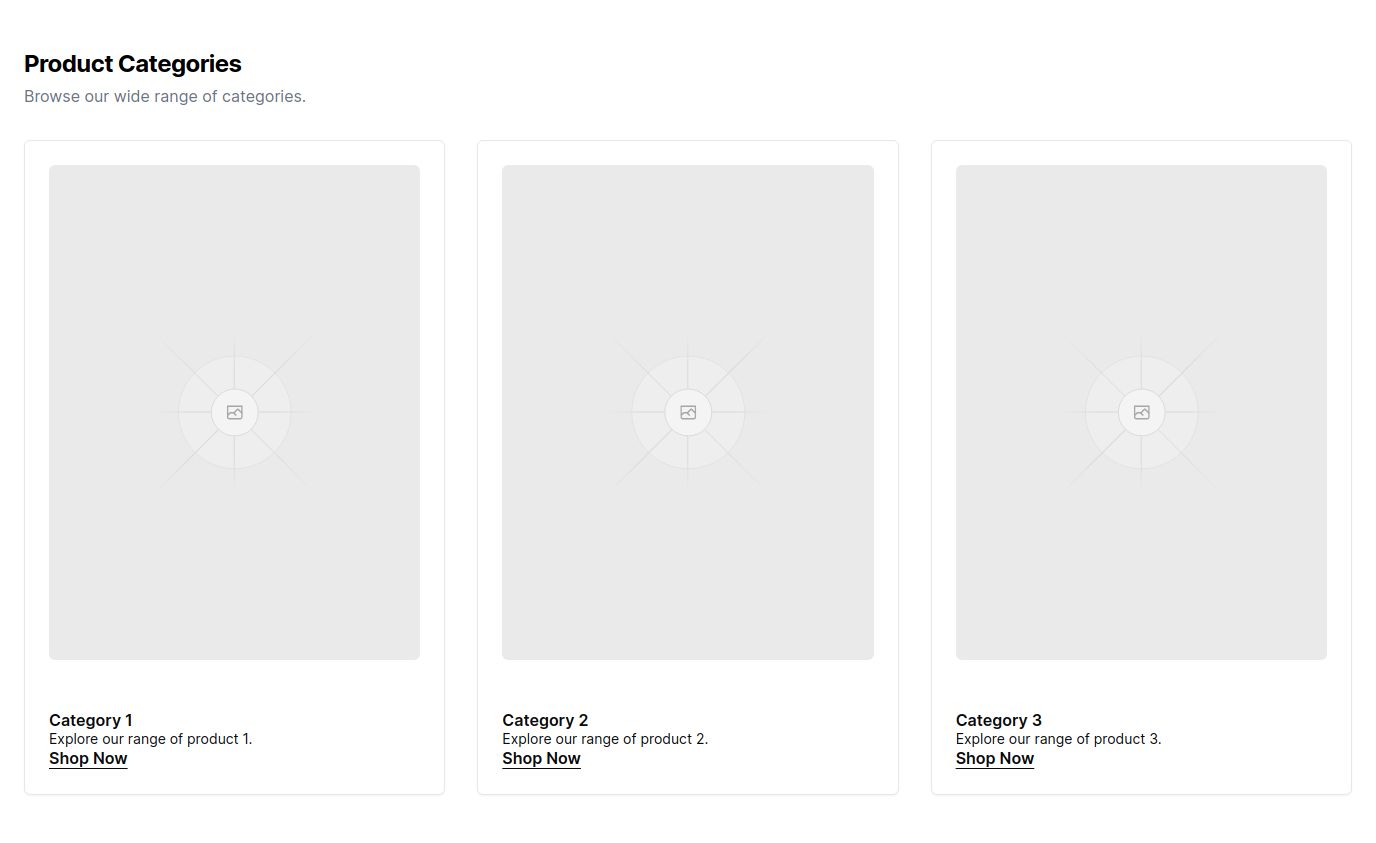 Product Categories
Browse our wide range of categories.
Category 1
Explore our range of product 1.
Shop Now
Category 2
Explore our range of product 2.
Shop Now
Category 3
Explore our range of product 3.
Shop Now